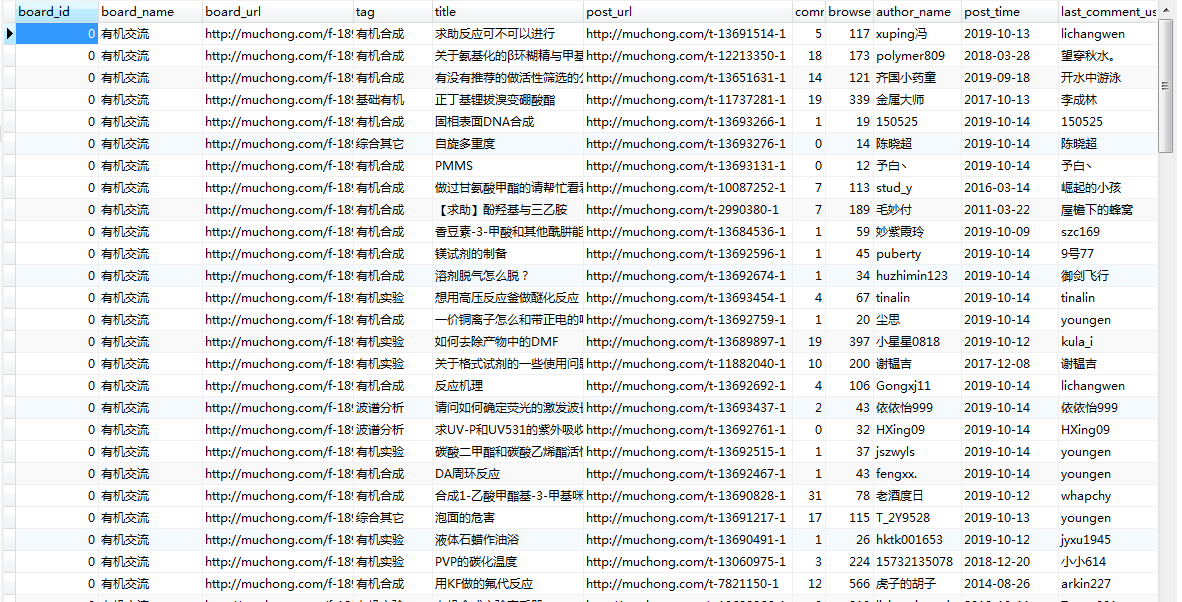 board_id board_name board_url tag title post_url comm browse author_name post_time last_comment_us
0 有机交流 http://muchong.com/f-189 有机合成 求助反应可不可以进行 http://muchong.com/t-13691514-1 5 117 xuping冯 2019-10-13 lichangwen
0 有机交流 http://muchong.com/f-189 有机合成 关于氨基化的β环糊精与甲基 http://muchong.com/t-12213350-1 18 173 polymer809 2018-03-28 望穿秋水。
0 有机交流 http://muchong.com/f-189 有机合成 有没有推荐的做活性筛选的公 http://muchong.com/t-13651631-1 14 121 齐国小药童 2019-09-18 开水中游泳
0 有机交流 http://muchong.com/f-189 基础有机 正丁基锂拔溴变硼酸酯 http://muchong.com/t-11737281-1 19 339 金属大师 2017-10-13 李成林
0 有机交流 http://muchong.com/f-189 有机合成 固相表面DNA合成 http://muchong.com/t-13693266-1 1 19 150525 2019-10-14 150525
0 有机交流 http://muchong.com/f-189 综合其它 自旋多重度 http://muchong.com/t-13693276-1 0 14 陈晓超 2019-10-14 陈晓超
0 有机交流 http://muchong.com/f-189 有机合成 PMMS http://muchong.com/t-13693131-1 0 12 予白丶 2019-10-14 予白丶
0 有机交流 http://muchong.com/f-189 有机合成 做过甘氨酸甲酯的请帮忙看看 http://muchong.com/t-10087252-1 7 113 stud_y 2016-03-14 崛起的小孩
0 有机交流 http://muchong.com/f-189 有机合成 【求助】酚羟基与三乙胺 http://muchong.com/t-2990380-1 7 189 毛妙付 2011-03-22 屋檐下的蜂窝
0 有机交流 http://muchong.com/f-189 有机合成 香豆素-3-甲酸和其他酰肼能 http://muchong.com/t-13684536-1 1 59 妙紫霞玲 2019-10-09 szc169
0 有机交流 http://muchong.com/f-189 有机合成 镁试剂的制备 http://muchong.com/t-13692596-1 1 45 puberty 2019-10-14 9号77
0 有机交流 http://muchong.com/f-189 有机合成 溶剂脱气怎么脱？ http://muchong.com/t-13692674-1 1 34 huzhimin123 2019-10-14 御剑飞行
0 有机交流 http://muchong.com/f-189 有机实验 想用高压反应釜做醚化反应 http://muchong.com/t-13693454-1 4 67 tinalin 2019-10-14 tinalin
0 有机交流 http://muchong.com/f-189 有机合成 一价铜离子怎么和带正电的 http://muchong.com/t-13692759-1 1 20 尘思 2019-10-14 youngen
0 有机交流 http://muchong.com/f-189 有机实验 如何去除产物中的DMF http://muchong.com/t-13689897-1 19 397 小星星0818 2019-10-12 kula_i
0 有机交流 http://muchong.com/f-189 有机实验 关于格式试剂的一些使用问题 http://muchong.com/t-11882040-1 10 200 谢韫吉 2017-12-08 谢韫吉
0 有机交流 http://muchong.com/f-189 有机合成 反应机理 http://muchong.com/t-13692692-1 4 106 Gongxj11 2019-10-14 lichangwen
0 有机交流 http://muchong.com/f-189 波谱分析 请问如何确定荧光的激发波长 http://muchong.com/t-13693437-1 2 43 依依怡999 2019-10-14 依依怡999
0 有机交流 http://muchong.com/f-189 波谱分析 求UV-P和UV531的紫外吸收 http://muchong.com/t-13692761-1 0 32 HXing09 2019-10-14 HXing09
0 有机交流 http://muchong.com/f-189 有机实验 碳酸二甲酯和碳酸乙烯酯活性 http://muchong.com/t-13692515-1 1 37 jszwyls 2019-10-14 youngen
0 有机交流 http://muchong.com/f-189 有机合成 DA周环反应 http://muchong.com/t-13692467-1 1 43 fengxx. 2019-10-14 youngen
0 有机交流 http://muchong.com/f-189 有机合成 合成1-乙酸甲酯基-3-甲基咪 http://muchong.com/t-13690828-1 31 78 老酒度日 2019-10-12 whapchy
0 有机交流 http://muchong.com/f-189 综合其它 泡面的危害 http://muchong.com/t-13691217-1 17 115 T_2Y9528 2019-10-13 youngen
0 有机交流 http://muchong.com/f-189 有机实验 液体石蜡作油浴 http://muchong.com/t-13690491-1 1 26 hktk001653 2019-10-12 jyxu1945
0 有机交流 http://muchong.com/f-189 有机实验 PVP的碳化温度 http://muchong.com/t-13060975-1 3 224 15732135078 2018-12-20 小小614
0 有机交流 http://muchong.com/f-189 有机合成 用KF做的氟代反应 http://muchong.com/t-7821150-1 12 566 虎子的胡子 2014-08-26 arkin227